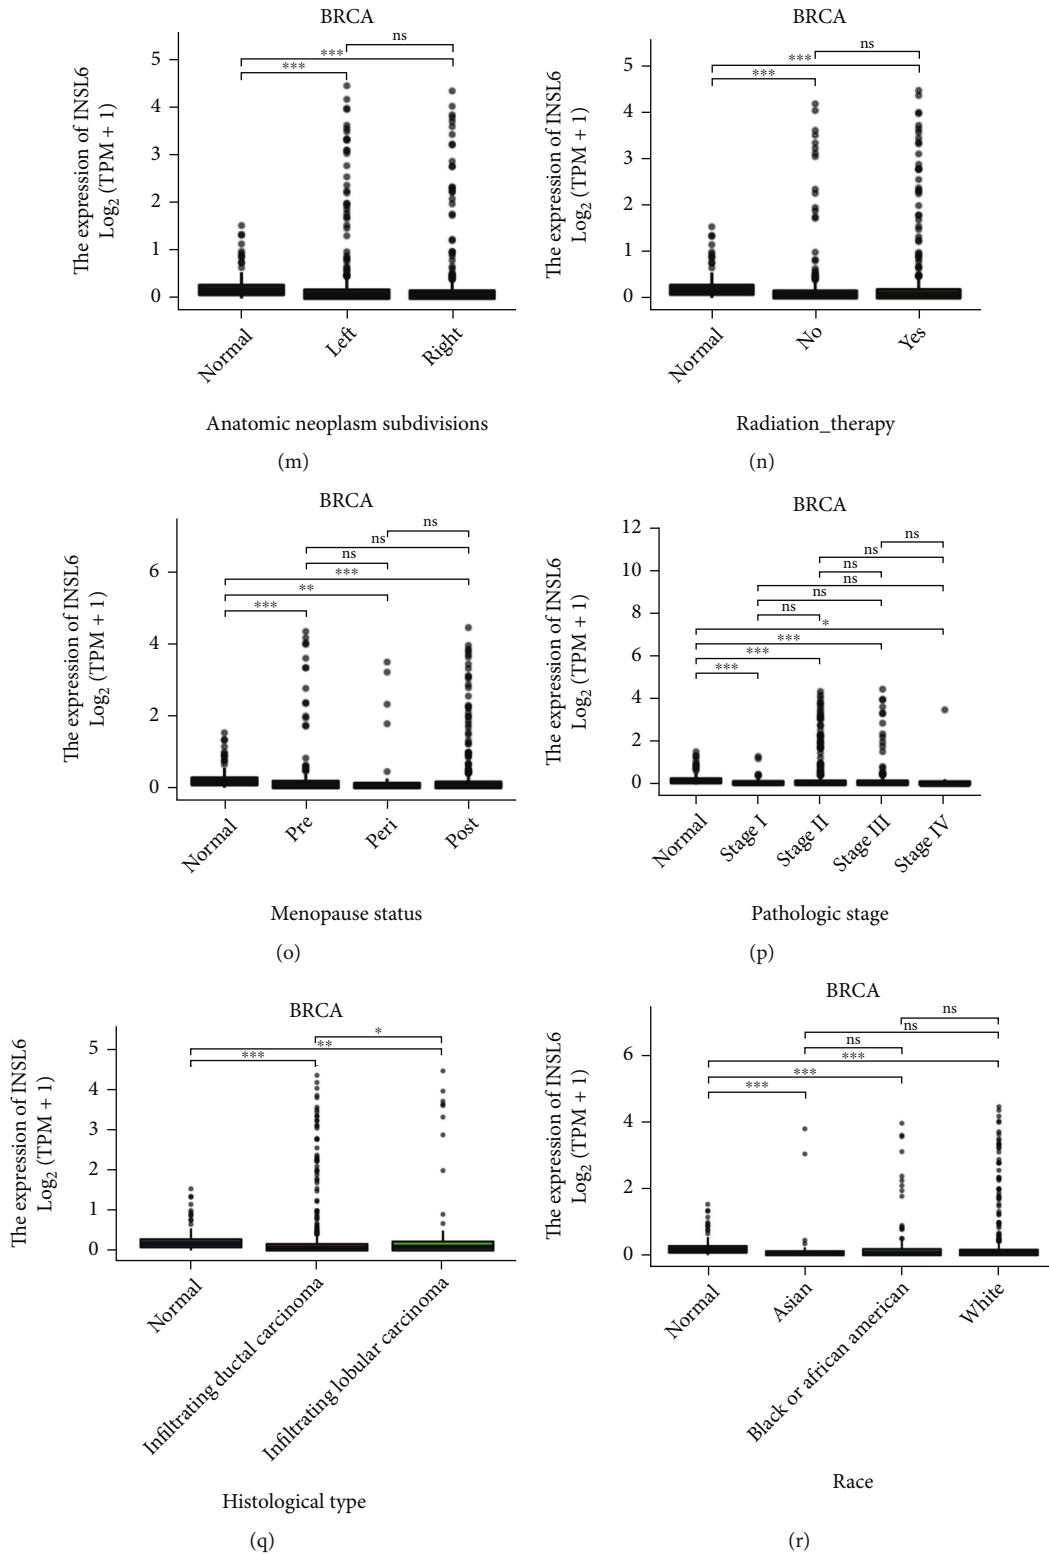 BRCA
The expression of INSL6
Log2 (TPM + 1)
5
4
3
2
1
0
ns
***
***
Normal
Left
Right
Anatomic neoplasm subdivisions
(m)
BRCA
The expression of INSL6
Log2 (TPM + 1)
5
4
3
2
1
0
ns
***
***
Normal
No
Yes
Radiation_therapy
(n)
BRCA
The expression of INSL6
Log2 (TPM + 1)
6
4
2
0
ns
ns
ns
***
**
***
Normal
Pre
Peri
Post
Menopause status
(o)
BRCA
The expression of INSL6
Log2 (TPM + 1)
12
10
8
6
4
2
0
ns
ns
ns
ns
ns
ns
*
***
***
***
Normal
Stage I
Stage II
Stage III
Stage IV
Pathologic stage
(p)
BRCA
The expression of INSL6
Log2 (TPM + 1)
5
4
3
2
1
0
*
**
***
Normal
Infiltrating ductal carcinoma
Infiltrating lobular carcinoma
Histological type
(q)
BRCA
The expression of INSL6
Log2 (TPM + 1)
6
4
2
0
ns
ns
ns
***
***
***
Normal
Asian
Black or african american
White
Race
(r)